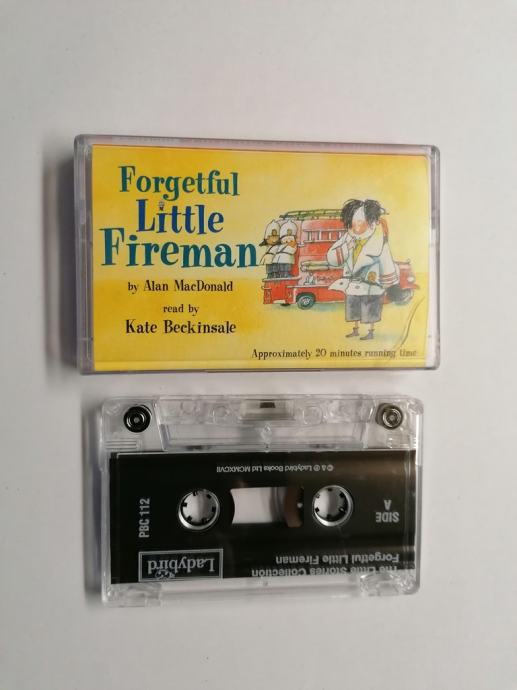 Forgetful
Little
Fireman
by Alan MacDonald
read by
Kate Beckinsale
Approximately 20 minutes running time
The Little Stories Collection
Forgetful Little Fireman
Ladybird
SIDE
A
PBC 112
© & ℗ Ladybird Books Ltd MCMXCVII